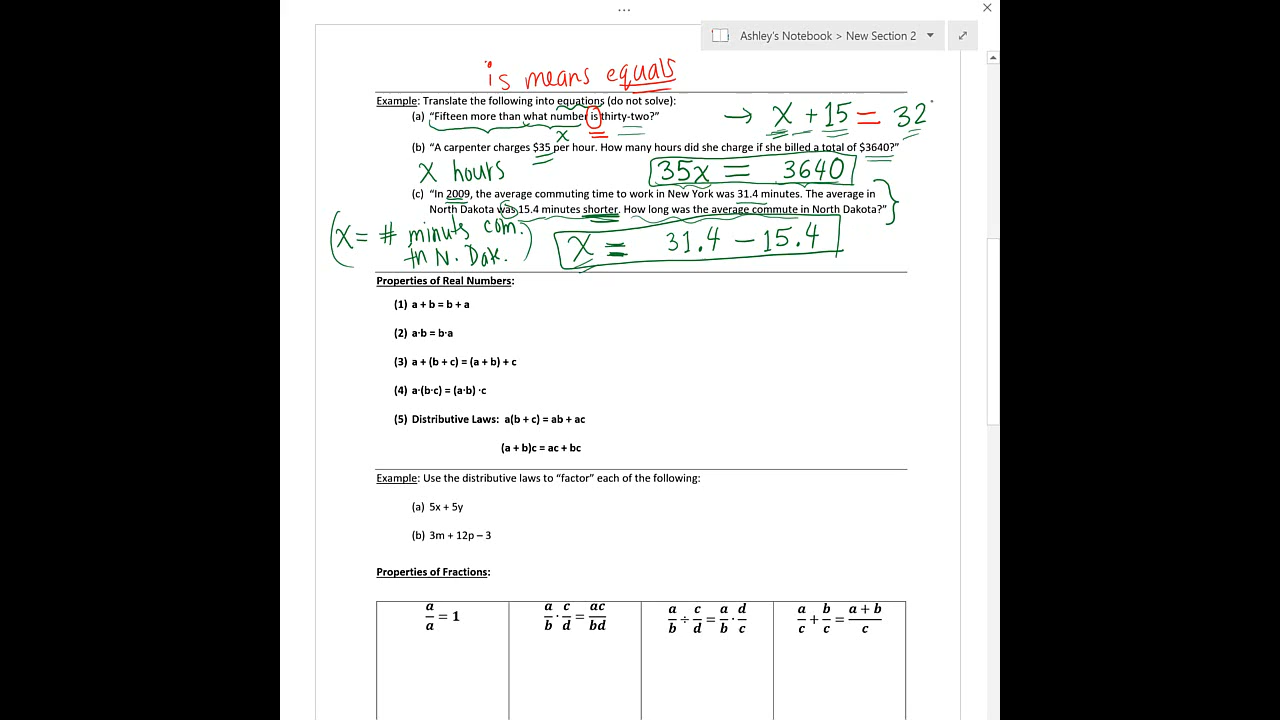 ...
Ashley's Notebook > New Section 2
is means equals
Example: Translate the following into equations (do not solve):
(a) "Fifteen more than what number is thirty-two?" → x + 15 = 32
x
(b) "A carpenter charges $35 per hour. How many hours did she charge if she billed a total of $3640?"
x hours 35x = 3640
(c) "In 2009, the average commuting time to work in New York was 31.4 minutes. The average in
North Dakota was 15.4 minutes shorter. How long was the average commute in North Dakota?"
(x = # minuts com. x = 31.4 − 15.4
in N. Dak. )
Properties of Real Numbers:
(1) a + b = b + a
(2) a·b = b·a
(3) a + (b + c) = (a + b) + c
(4) a·(b·c) = (a·b) ·c
(5) Distributive Laws: a(b + c) = ab + ac
(a + b)c = ac + bc
Example: Use the distributive laws to "factor" each of the following:
(a) 5x + 5y
(b) 3m + 12p – 3
Properties of Fractions:
a/a = 1 a/b · c/d = ac/bd a/b ÷ c/d = a/b · d/c a/c + b/c = a + b/c